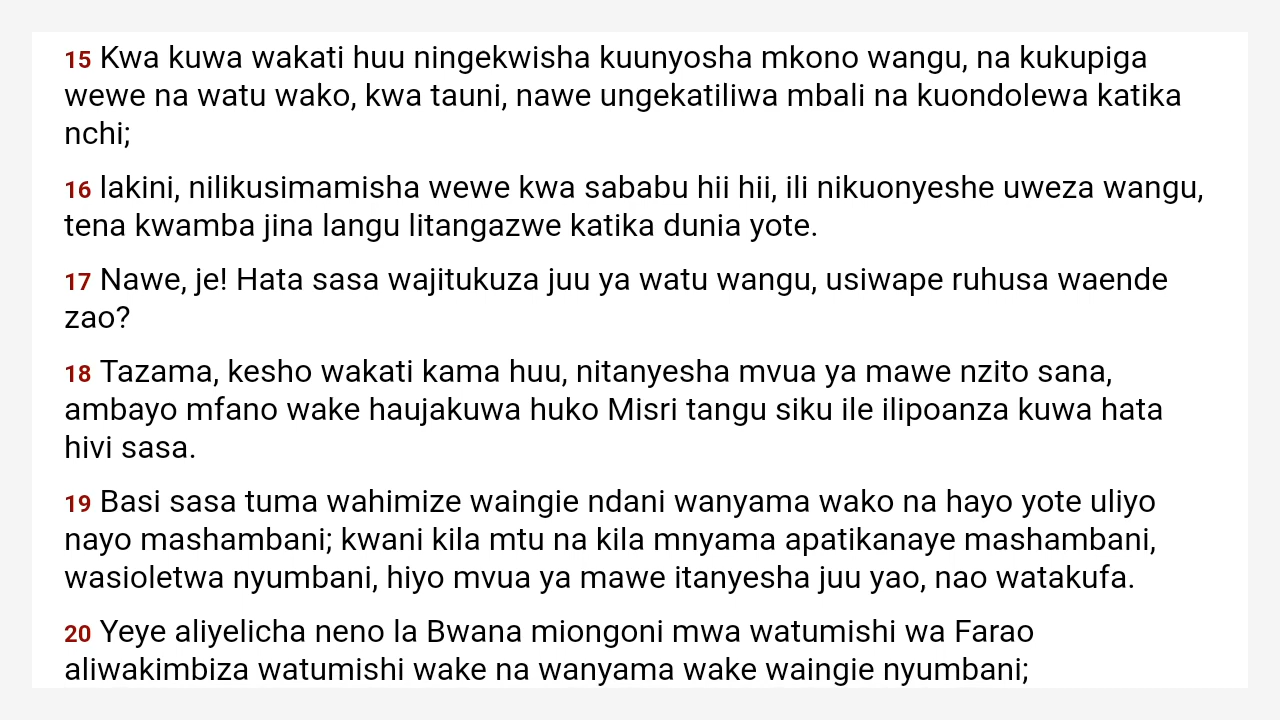 15 Kwa kuwa wakati huu ningekwisha kuunyosha mkono wangu, na kukupiga
wewe na watu wako, kwa tauni, nawe ungekatiliwa mbali na kuondolewa katika
nchi;
16 lakini, nilikusimamisha wewe kwa sababu hii hii, ili nikuonyeshe uweza wangu,
tena kwamba jina langu litangazwe katika dunia yote.
17 Nawe, je! Hata sasa wajitukuza juu ya watu wangu, usiwape ruhusa waende
zao?
18 Tazama, kesho wakati kama huu, nitanyesha mvua ya mawe nzito sana,
ambayo mfano wake haujakuwa huko Misri tangu siku ile ilipoanza kuwa hata
hivi sasa.
19 Basi sasa tuma wahimize waingie ndani wanyama wako na hayo yote uliyo
nayo mashambani; kwani kila mtu na kila mnyama apatikanaye mashambani,
wasioletwa nyumbani, hiyo mvua ya mawe itanyesha juu yao, nao watakufa.
20 Yeye aliyelicha neno la Bwana miongoni mwa watumishi wa Farao
aliwakimbiza watumishi wake na wanyama wake waingie nyumbani;